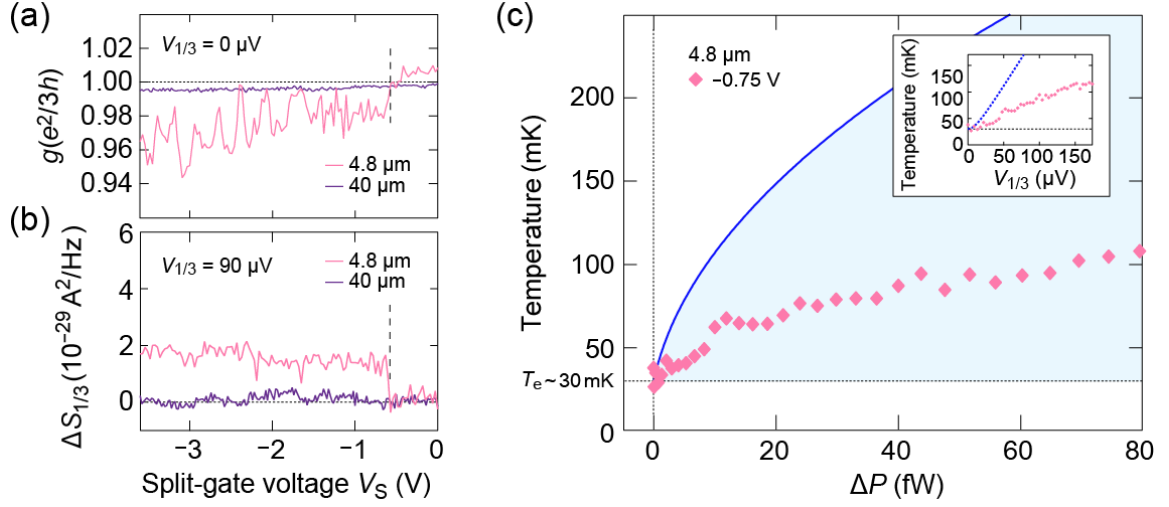 (a)
V1/3 = 0 µV
1.02
1.00
0.98
0.96
0.94
g(e²/3h)
4.8 µm
40 µm
(b)
V1/3 = 90 µV
6
4
2
0
ΔS1/3 (10⁻²⁹ A²/Hz)
4.8 µm
40 µm
−3 −2 −1 0
Split-gate voltage VS (V)
(c)
4.8 µm
−0.75 V
200
150
100
50
0
Te ~ 30 mK
Temperature (mK)
0 20 40 60 80
ΔP (fW)
150
100
50
0
Temperature (mK)
0 50 100 150
V1/3 (µV)